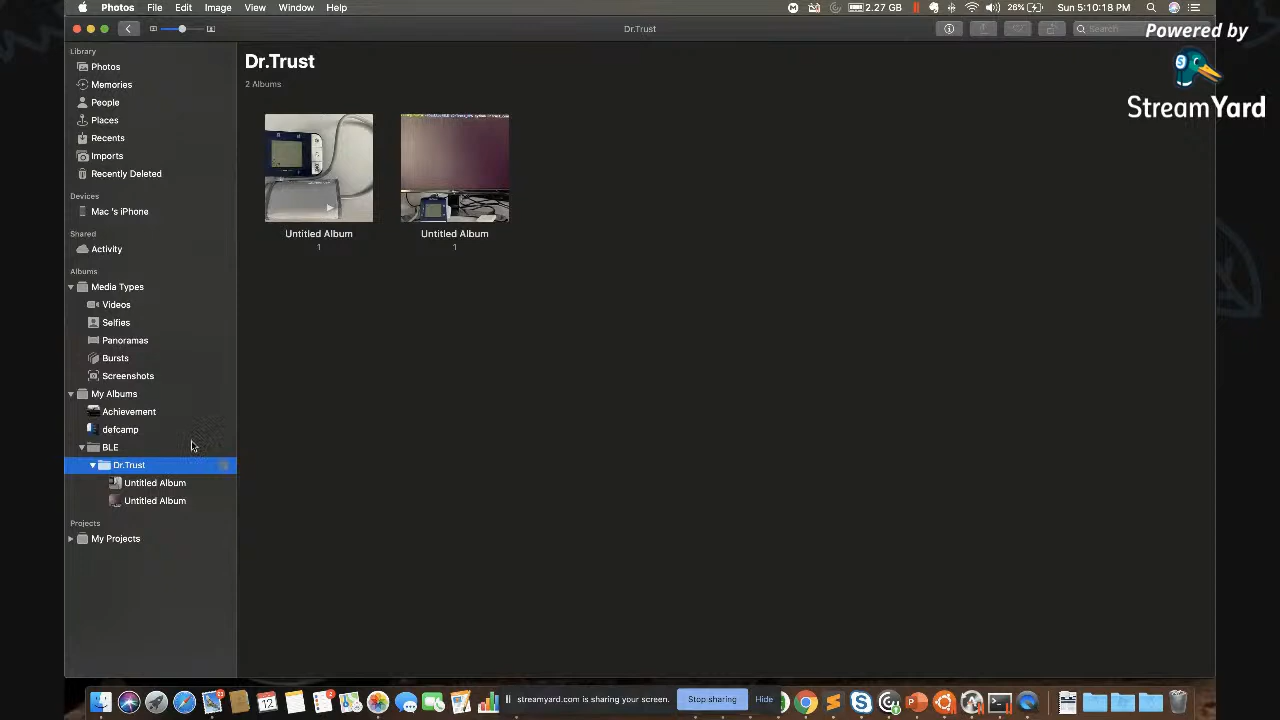 Photos File Edit Image View Window Help
2.27 GB 26% Sun 5:10:18 PM
Dr.Trust
Search
Powered by
StreamYard
Library
Photos
Memories
People
Places
Recents
Imports
Recently Deleted
Devices
Mac 's iPhone
Shared
Activity
Albums
Media Types
Videos
Selfies
Panoramas
Bursts
Screenshots
My Albums
Achievement
defcamp
BLE
Dr.Trust
Untitled Album
Untitled Album
Projects
My Projects
Dr.Trust
2 Albums
Untitled Album
1
Untitled Album
1
streamyard.com is sharing your screen. Stop sharing Hide